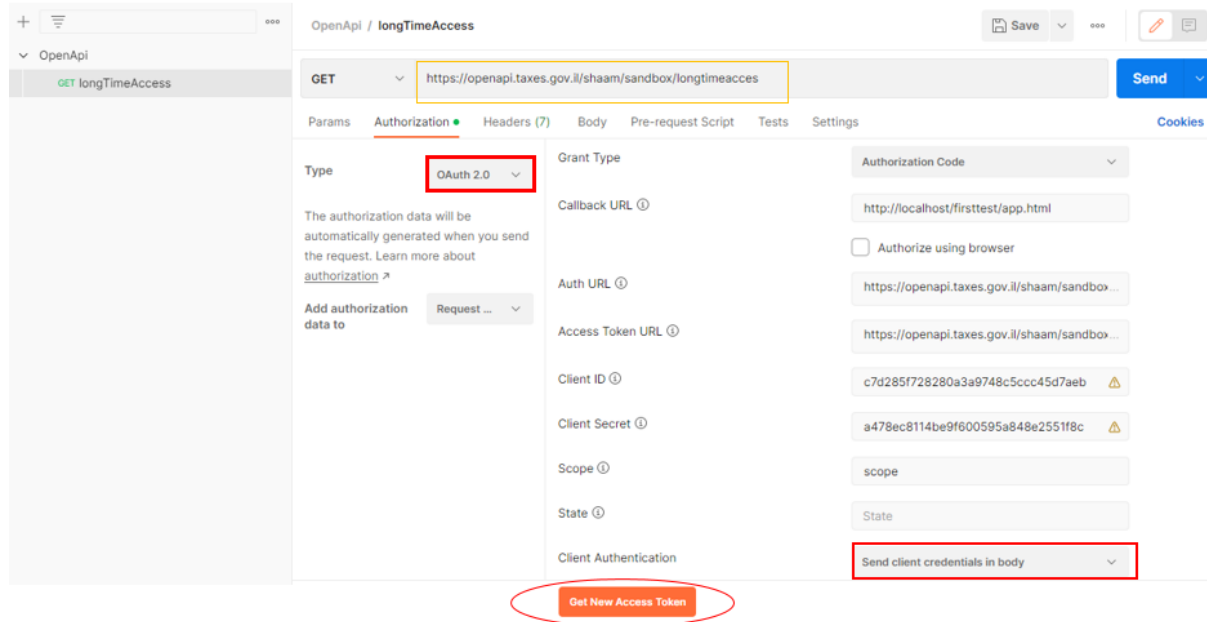 OpenApi / longTimeAccess
Save
OpenApi
GET longTimeAccess
GET
https://openapi.taxes.gov.il/shaam/sandbox/longtimeacces
Send
Params Authorization Headers (7) Body Pre-request Script Tests Settings Cookies
Type
OAuth 2.0
The authorization data will be
automatically generated when you send
the request. Learn more about
authorization ↗
Add authorization
data to
Request ...
Grant Type
Authorization Code
Callback URL
http://localhost/firsttest/app.html
Authorize using browser
Auth URL
https://openapi.taxes.gov.il/shaam/sandbox...
Access Token URL
https://openapi.taxes.gov.il/shaam/sandbox...
Client ID
c7d285f728280a3a9748c5ccc45d7aeb
Client Secret
a478ec8114be9f600595a848e2551f8c
Scope
scope
State
State
Client Authentication
Send client credentials in body
Get New Access Token